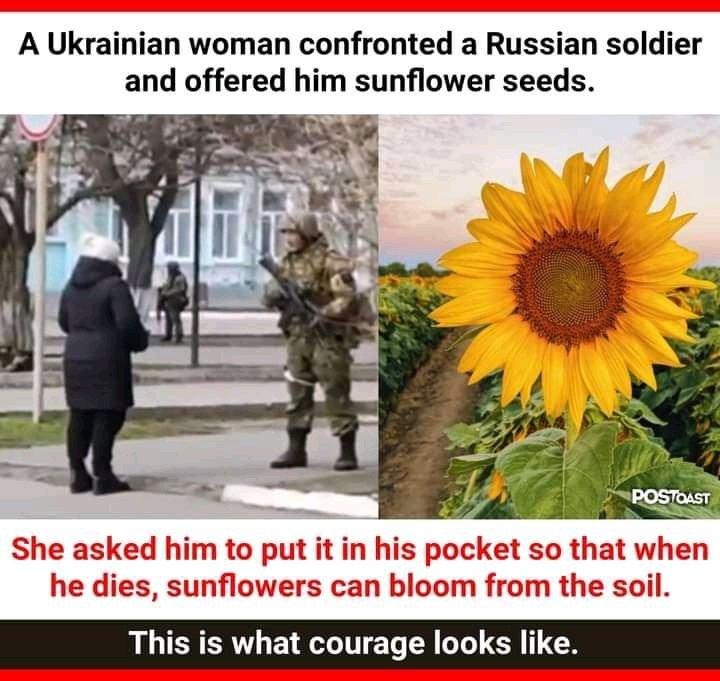 A Ukrainian woman confronted a Russian soldier
and offered him sunflower seeds.
POSTOAST
She asked him to put it in his pocket so that when
he dies, sunflowers can bloom from the soil.
This is what courage looks like.